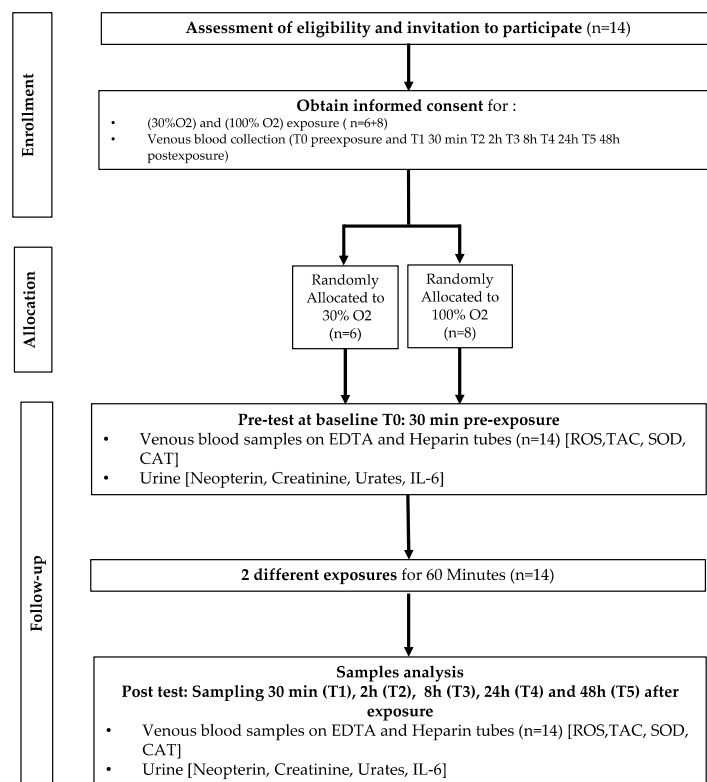 Enrollment
Assessment of eligibility and invitation to participate (n=14)
Obtain informed consent for :
• (30%O2) and (100% O2) exposure ( n=6+8)
• Venous blood collection (T0 preexposure and T1 30 min T2 2h T3 8h T4 24h T5 48h
postexposure)
Allocation
Randomly
Allocated to
30% O2
(n=6)
Randomly
Allocated to
100% O2
(n=8)
Follow-up
Pre-test at baseline T0: 30 min pre-exposure
• Venous blood samples on EDTA and Heparin tubes (n=14) [ROS,TAC, SOD,
CAT]
• Urine [Neopterin, Creatinine, Urates, IL-6]
2 different exposures for 60 Minutes (n=14)
Samples analysis
Post test: Sampling 30 min (T1), 2h (T2), 8h (T3), 24h (T4) and 48h (T5) after
exposure
• Venous blood samples on EDTA and Heparin tubes (n=14) [ROS,TAC, SOD,
CAT]
• Urine [Neopterin, Creatinine, Urates, IL-6]